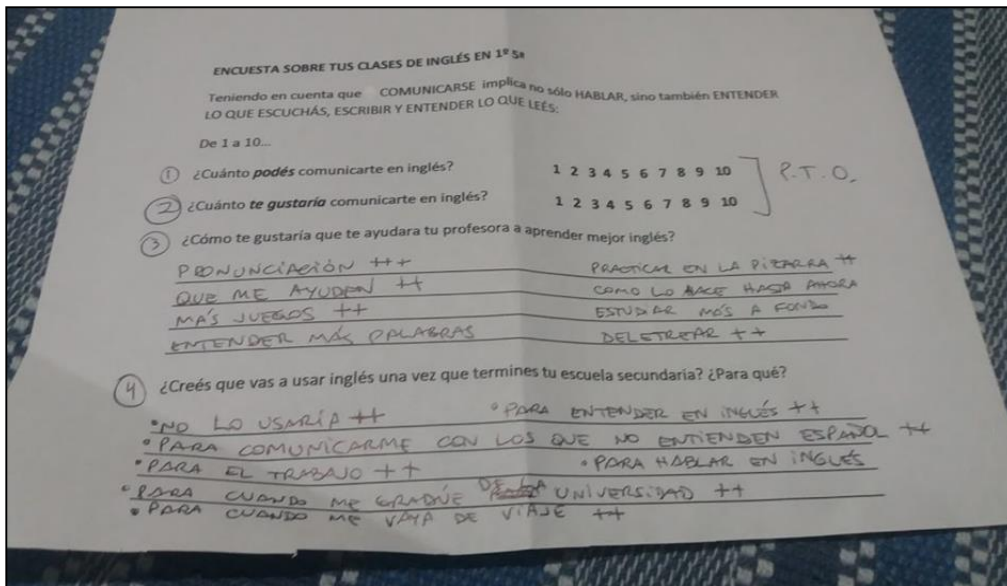 ENCUESTA SOBRE TUS CLASES DE INGLÉS EN 1º 5ª
Teniendo en cuenta que COMUNICARSE implica no sólo HABLAR, sino también ENTENDER
LO QUE ESCUCHÁS, ESCRIBIR Y ENTENDER LO QUE LEÉS:
De 1 a 10...
1 ¿Cuánto podés comunicarte en inglés? 1 2 3 4 5 6 7 8 9 10 ] P.T.O.
2 ¿Cuánto te gustaría comunicarte en inglés? 1 2 3 4 5 6 7 8 9 10
3 ¿Cómo te gustaría que te ayudara tu profesora a aprender mejor inglés?
PRONUNCIACIÓN +++ PRACTICAR EN LA PIZARRA ++
QUE ME AYUDEN ++ COMO LO HACE HASTA AHORA
MÁS JUEGOS ++ ESTUDIAR MÁS A FONDO
ENTENDER MÁS PALABRAS DELETREAR ++
4 ¿Creés que vas a usar inglés una vez que termines tu escuela secundaria? ¿Para qué?
• NO LO USARÍA ++ • PARA ENTENDER EN INGLÉS ++
• PARA COMUNICARME CON LOS QUE NO ENTIENDEN ESPAÑOL ++
• PARA EL TRABAJO ++ • PARA HABLAR EN INGLÉS
• PARA CUANDO ME GRADÚE DE LA UNIVERSIDAD ++
• PARA CUANDO ME VAYA DE VIAJE ++